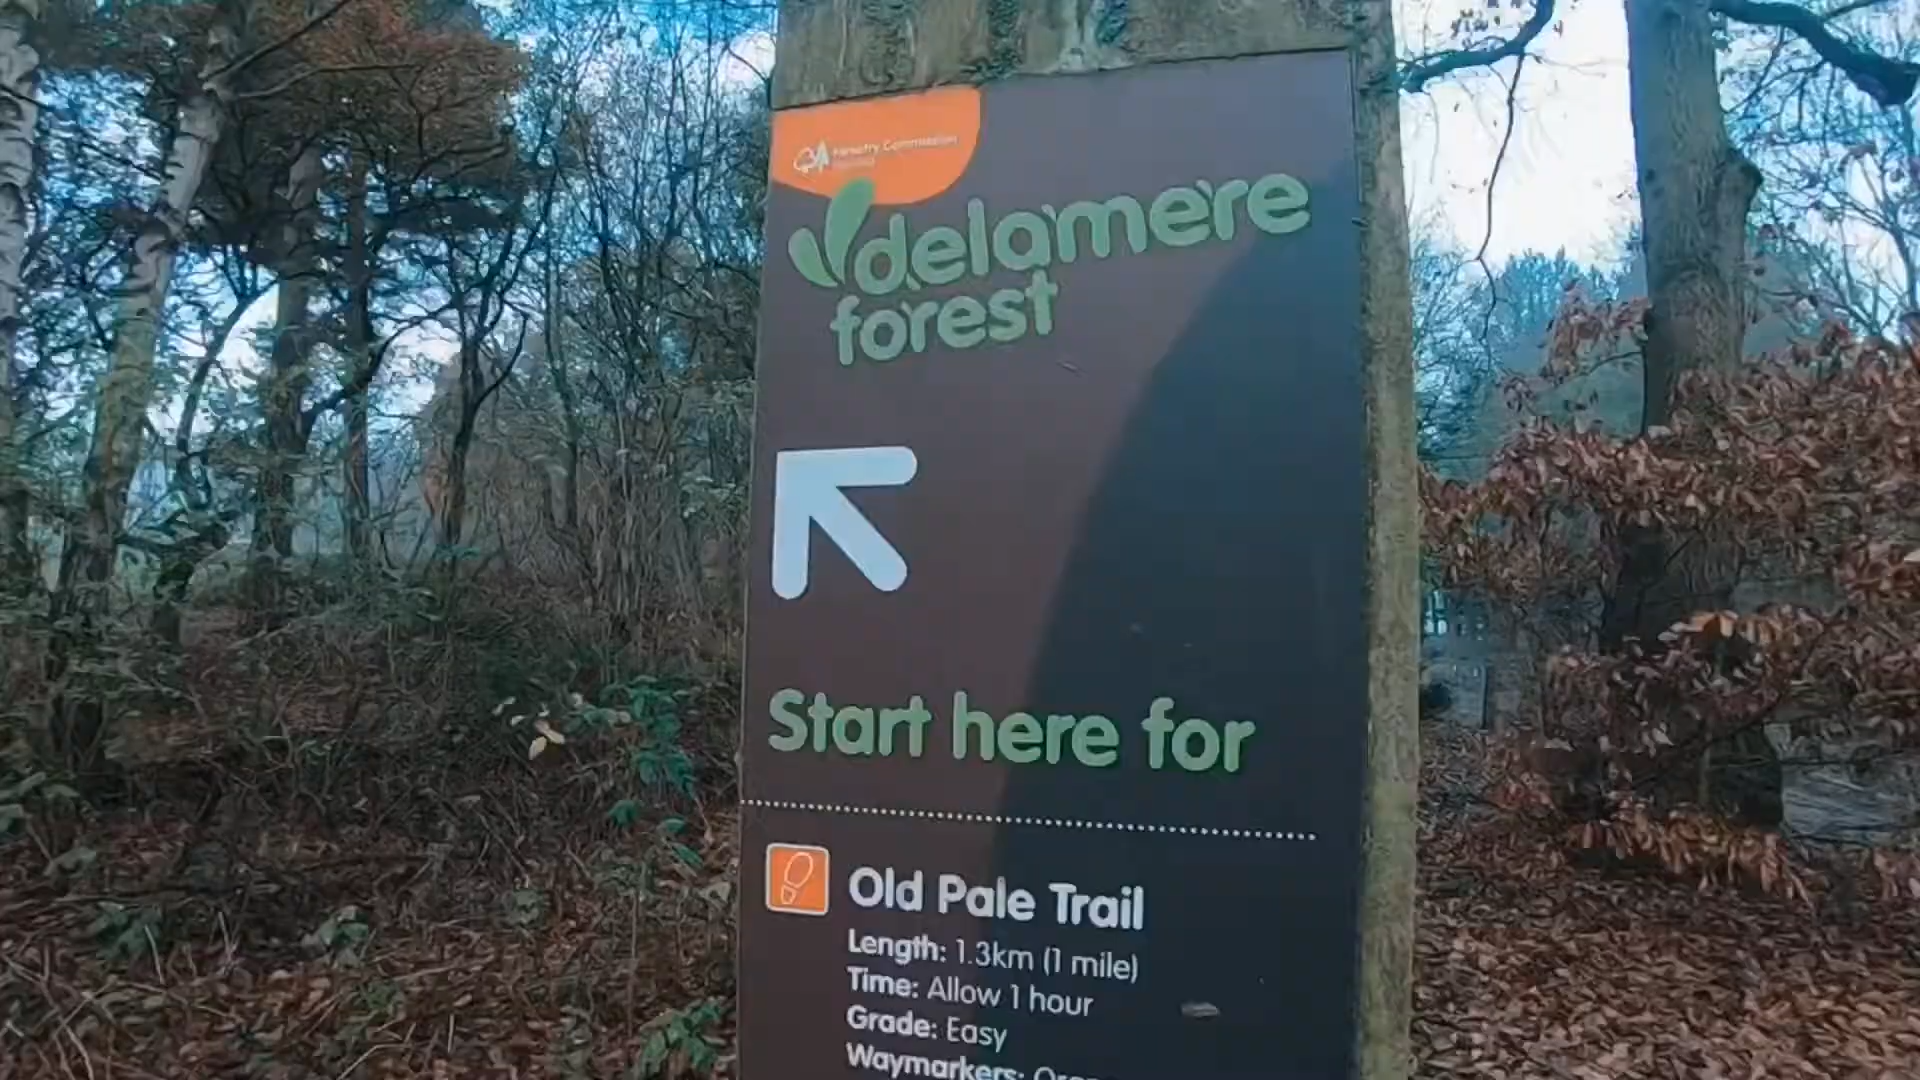 Forestry Commission
delamere
forest
Start here for
Old Pale Trail
Length: 1.3km (1 mile)
Time: Allow 1 hour
Grade: Easy
Waymarkers: